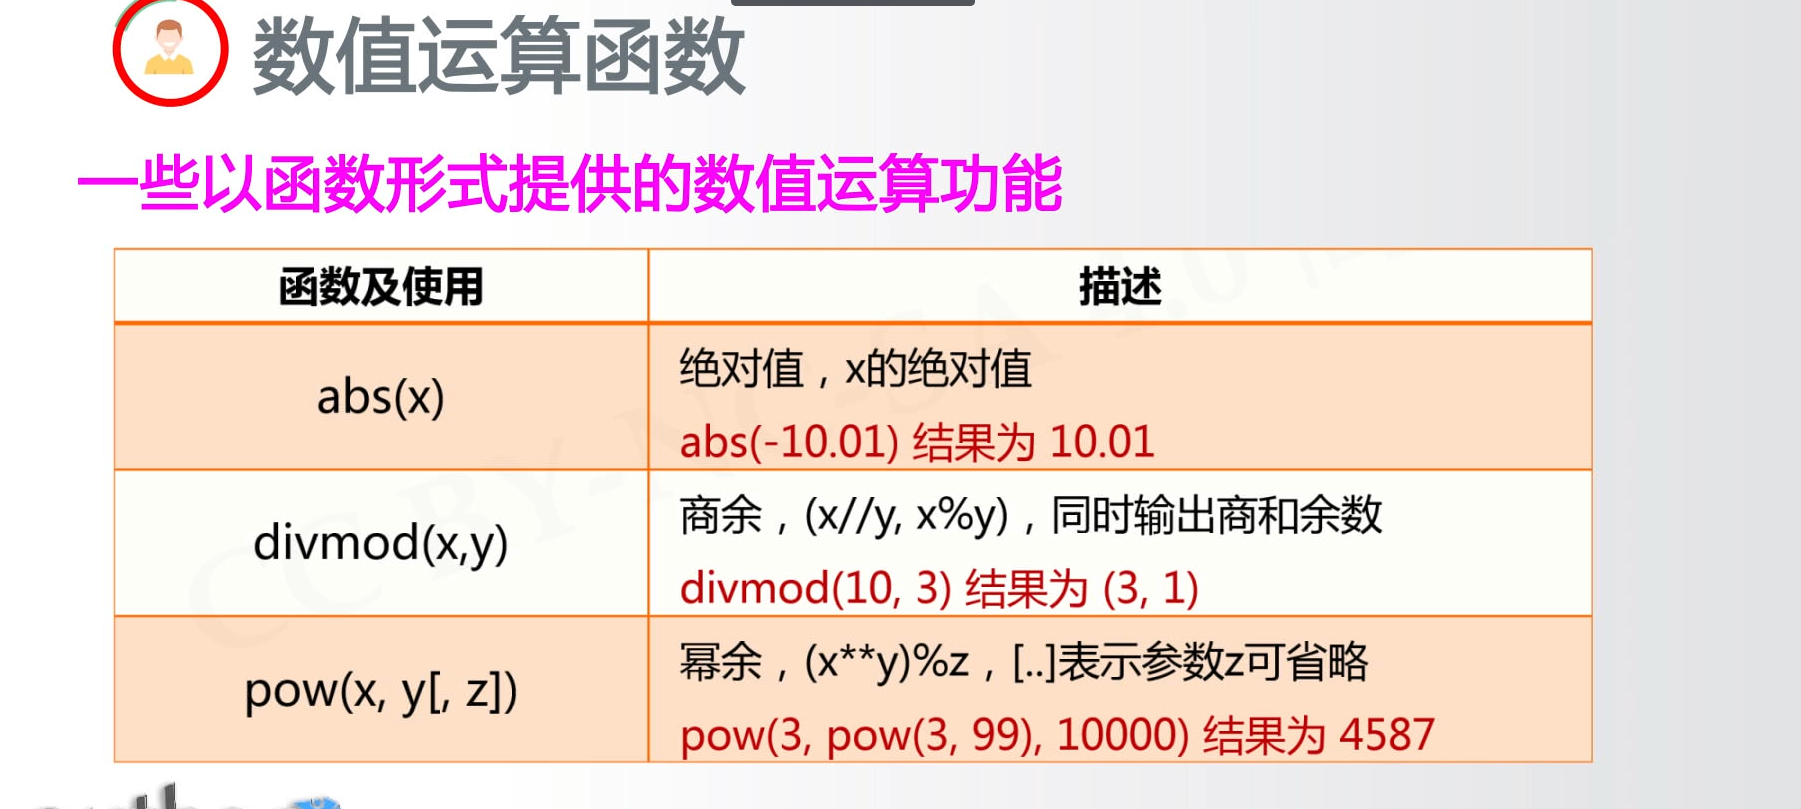 数值运算函数
一些以函数形式提供的数值运算功能
函数及使用
描述
abs(x)
绝对值，x的绝对值
abs(-10.01) 结果为 10.01
divmod(x,y)
商余，(x//y, x%y)，同时输出商和余数
divmod(10, 3) 结果为 (3, 1)
pow(x, y[, z])
幂余，(x**y)%z，[..]表示参数z可省略
pow(3, pow(3, 99), 10000) 结果为 4587
CC BY-NC-SA